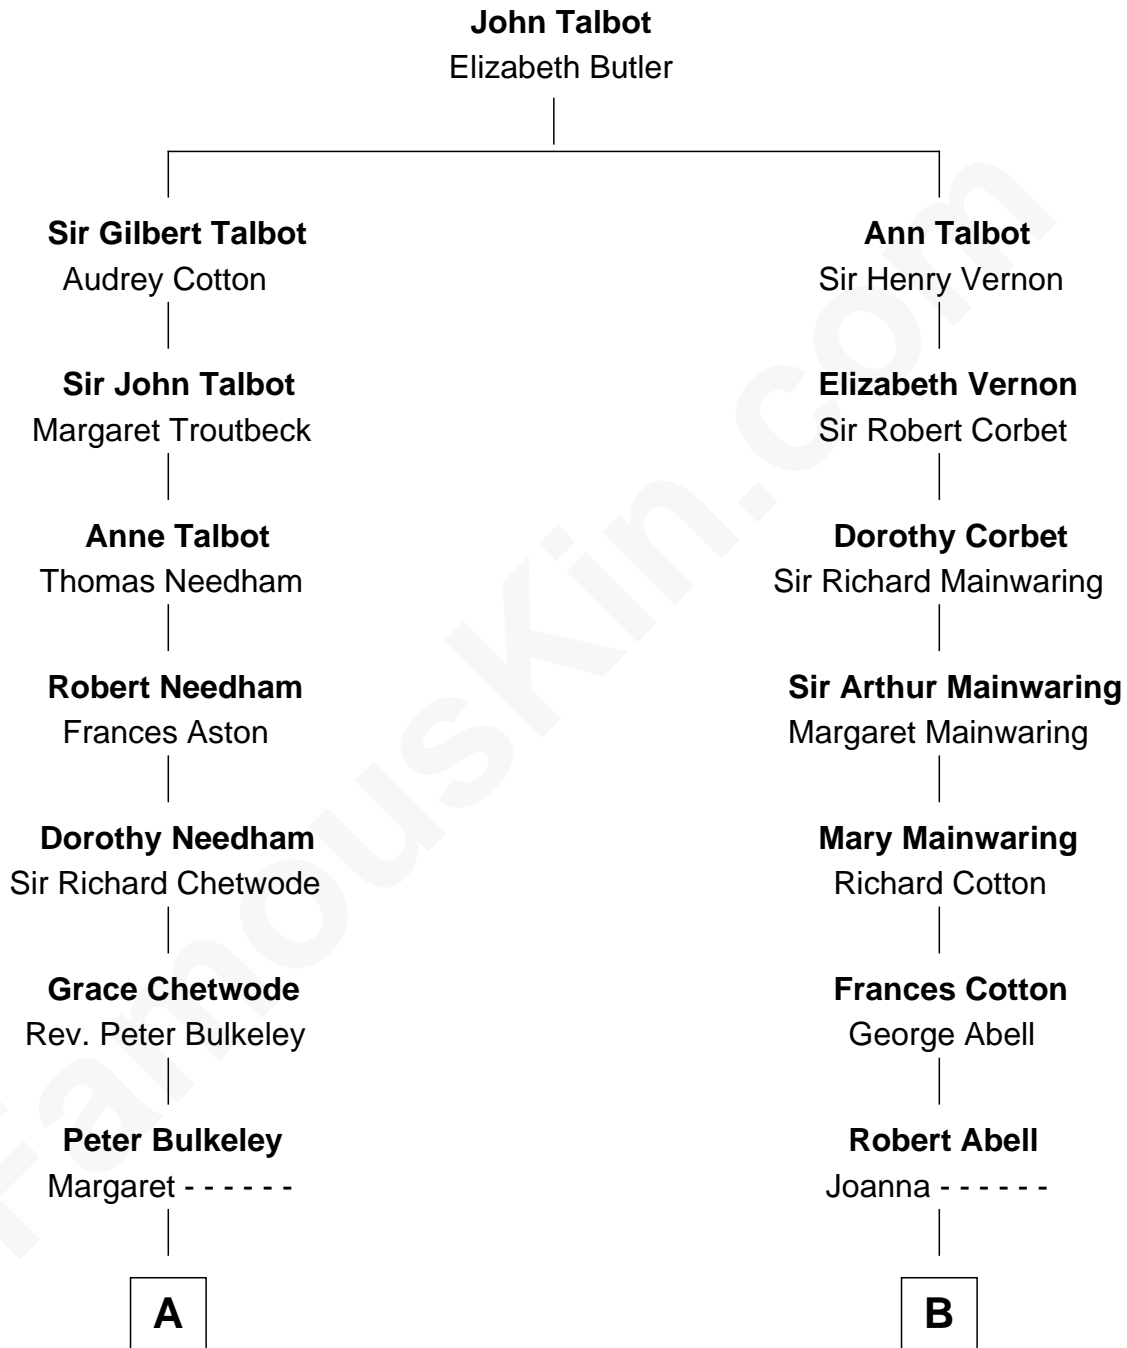 John Talbot
Elizabeth Butler
Sir Gilbert Talbot
Audrey Cotton
Ann Talbot
Sir Henry Vernon
Sir John Talbot
Margaret Troutbeck
Elizabeth Vernon
Sir Robert Corbet
Anne Talbot
Thomas Needham
Dorothy Corbet
Sir Richard Mainwaring
Robert Needham
Frances Aston
Sir Arthur Mainwaring
Margaret Mainwaring
Dorothy Needham
Sir Richard Chetwode
Mary Mainwaring
Richard Cotton
Grace Chetwode
Rev. Peter Bulkeley
Frances Cotton
George Abell
Peter Bulkeley
Margaret - - - - - -
Robert Abell
Joanna - - - - - -
A
B
FamousKin.com